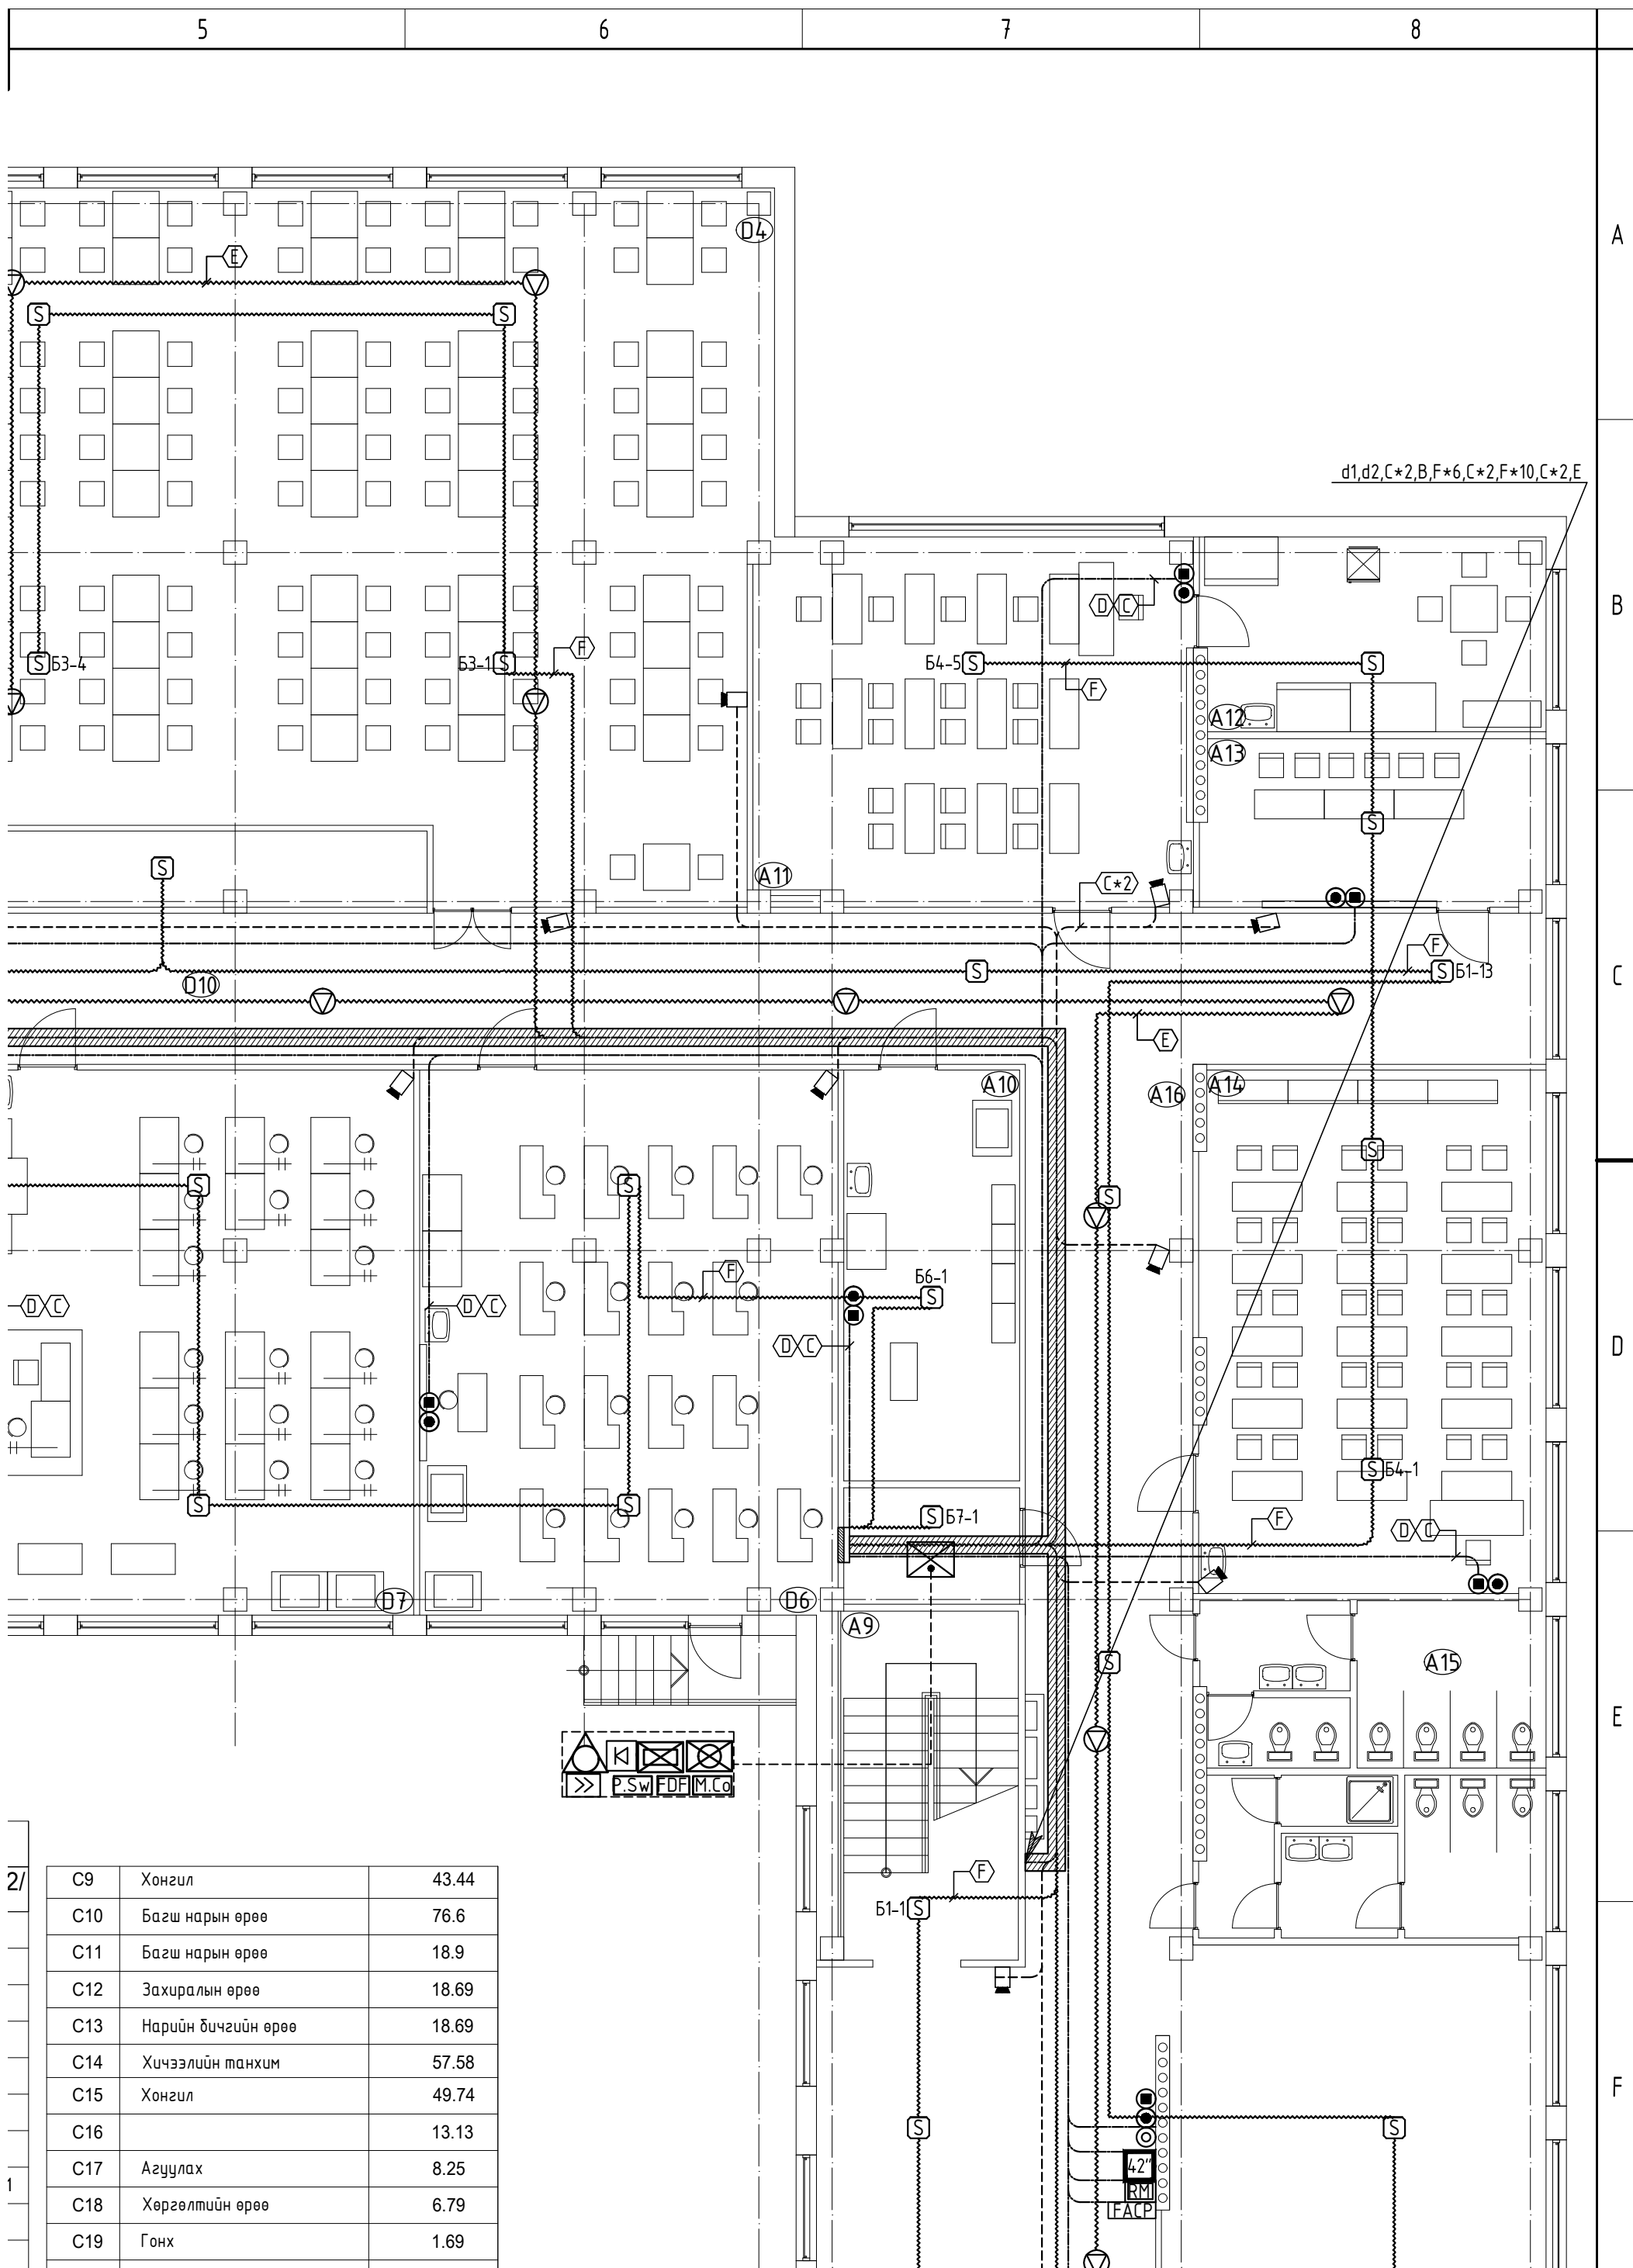 5 6 7 8
A
D4
E
S S
d1,d2,C*2,B,F*6,C*2,F*10,C*2,E
B
D C
S Б3-4 Б3-1 S F Б4-5 S S
F
A12
A13
S
S A11 C*2
F
D10 S S Б1-13
C
E
A10 A16 A14
S
S S S
F Б6-1
S
D C D C
D C
D
S Б4-1
S S S Б7-1 F D C
D7 D6
A9
S A15
E
P.Sw FDF M.Co
F
Б1-1 S
2/
C9 Хонгил 43.44
C10 Багш нарын өрөө 76.6
C11 Багш нарын өрөө 18.9
C12 Захиралын өрөө 18.69
C13 Нарийн бичгийн өрөө 18.69
C14 Хичээлийн танхим 57.58
C15 Хонгил 49.74
C16 13.13
C17 Агуулах 8.25
C18 Хөргөлтийн өрөө 6.79
C19 Гонх 1.69
1
F
S S
42"
RM
FACP